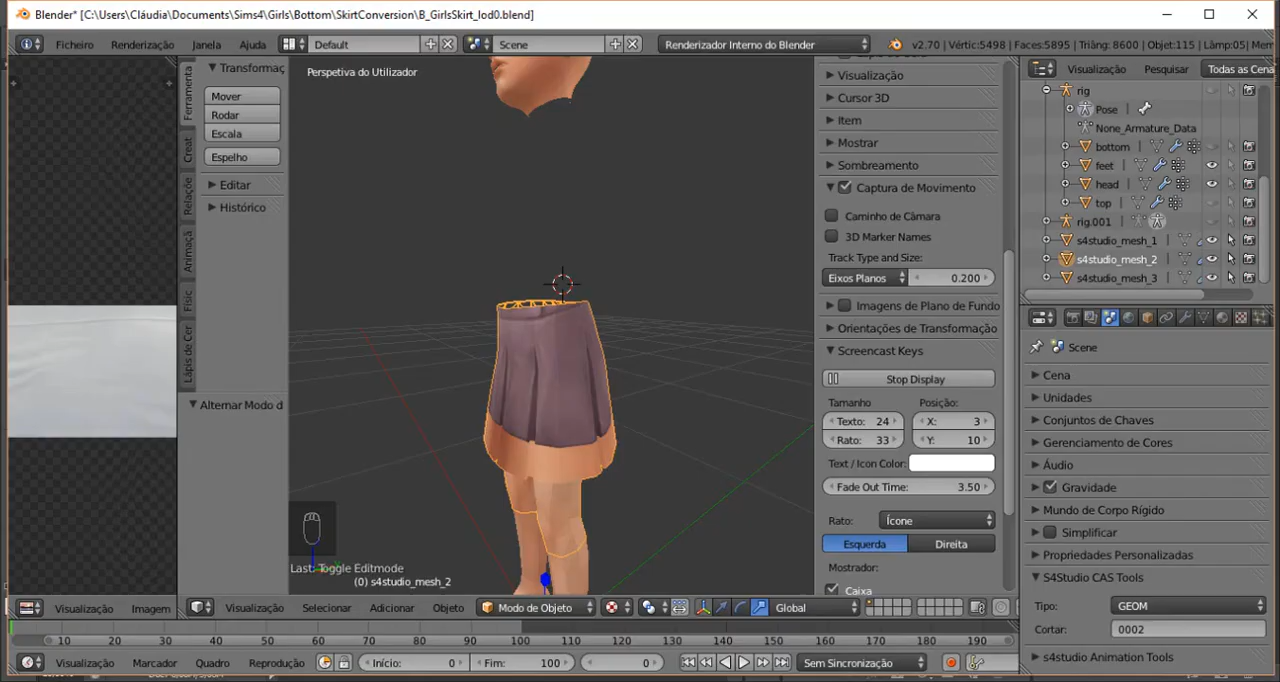 Blender* [C:\Users\Cláudia\Documents\Sims4\Girls\Bottom\SkirtConversion\B_GirlsSkirt_lod0.blend]
Ficheiro Renderização Janela Ajuda Default Scene Renderizador Interno do Blender v2.70 | Vértic:5498 | Faces:5895 | Triâng: 8600 | Objet:115 | Lâmp:05 | Mem
Ferramenta
Creat
Relaçõe
Animaçã
Físic
Lápis de Cer
Transformaç
Mover
Rodar
Escala
Espelho
Editar
Histórico
Alternar Modo d
Perspetiva do Utilizador
Last: Toggle Editmode
(0) s4studio_mesh_2
Visualização
Cursor 3D
Item
Mostrar
Sombreamento
Captura de Movimento
Caminho de Câmara
3D Marker Names
Track Type and Size:
Eixos Planos 0.200
Imagens de Plano de Fundo
Orientações de Transformação
Screencast Keys
Stop Display
Tamanho Posição:
Texto: 24 X: 3
Rato: 33 Y: 10
Text / Icon Color:
Fade Out Time: 3.50
Rato: Ícone
Esquerda Direita
Mostrador:
Caixa
Visualização Pesquisar Todas as Cena
rig
Pose
None_Armature_Data
bottom
feet
head
top
rig.001
s4studio_mesh_1
s4studio_mesh_2
s4studio_mesh_3
Scene
Cena
Unidades
Conjuntos de Chaves
Gerenciamento de Cores
Áudio
Gravidade
Mundo de Corpo Rígido
Simplificar
Propriedades Personalizadas
S4Studio CAS Tools
Tipo: GEOM
Cortar: 0002
s4studio Animation Tools
Visualização Imagem
Visualização Selecionar Adicionar Objeto Modo de Objeto Global
10 20 30 40 50 60 70 80 90 100 110 120 130 140 150 160 170 180 190
Visualização Marcador Quadro Reprodução Início: 0 Fim: 100 0 Sem Sincronização